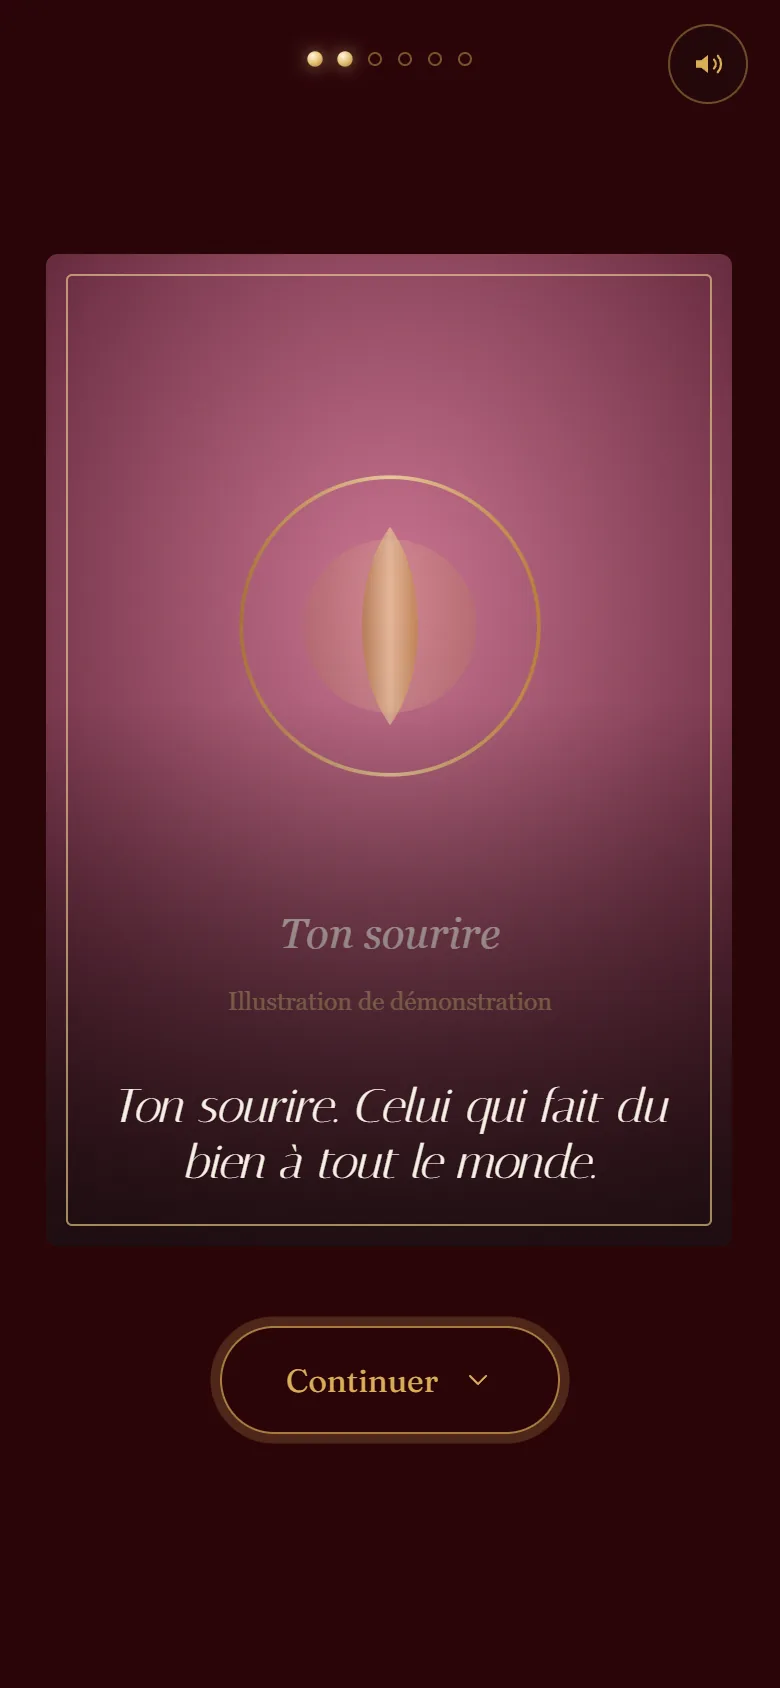 Ton sourire
Illustration de démonstration
Ton sourire. Celui qui fait du
bien à tout le monde.
Continuer